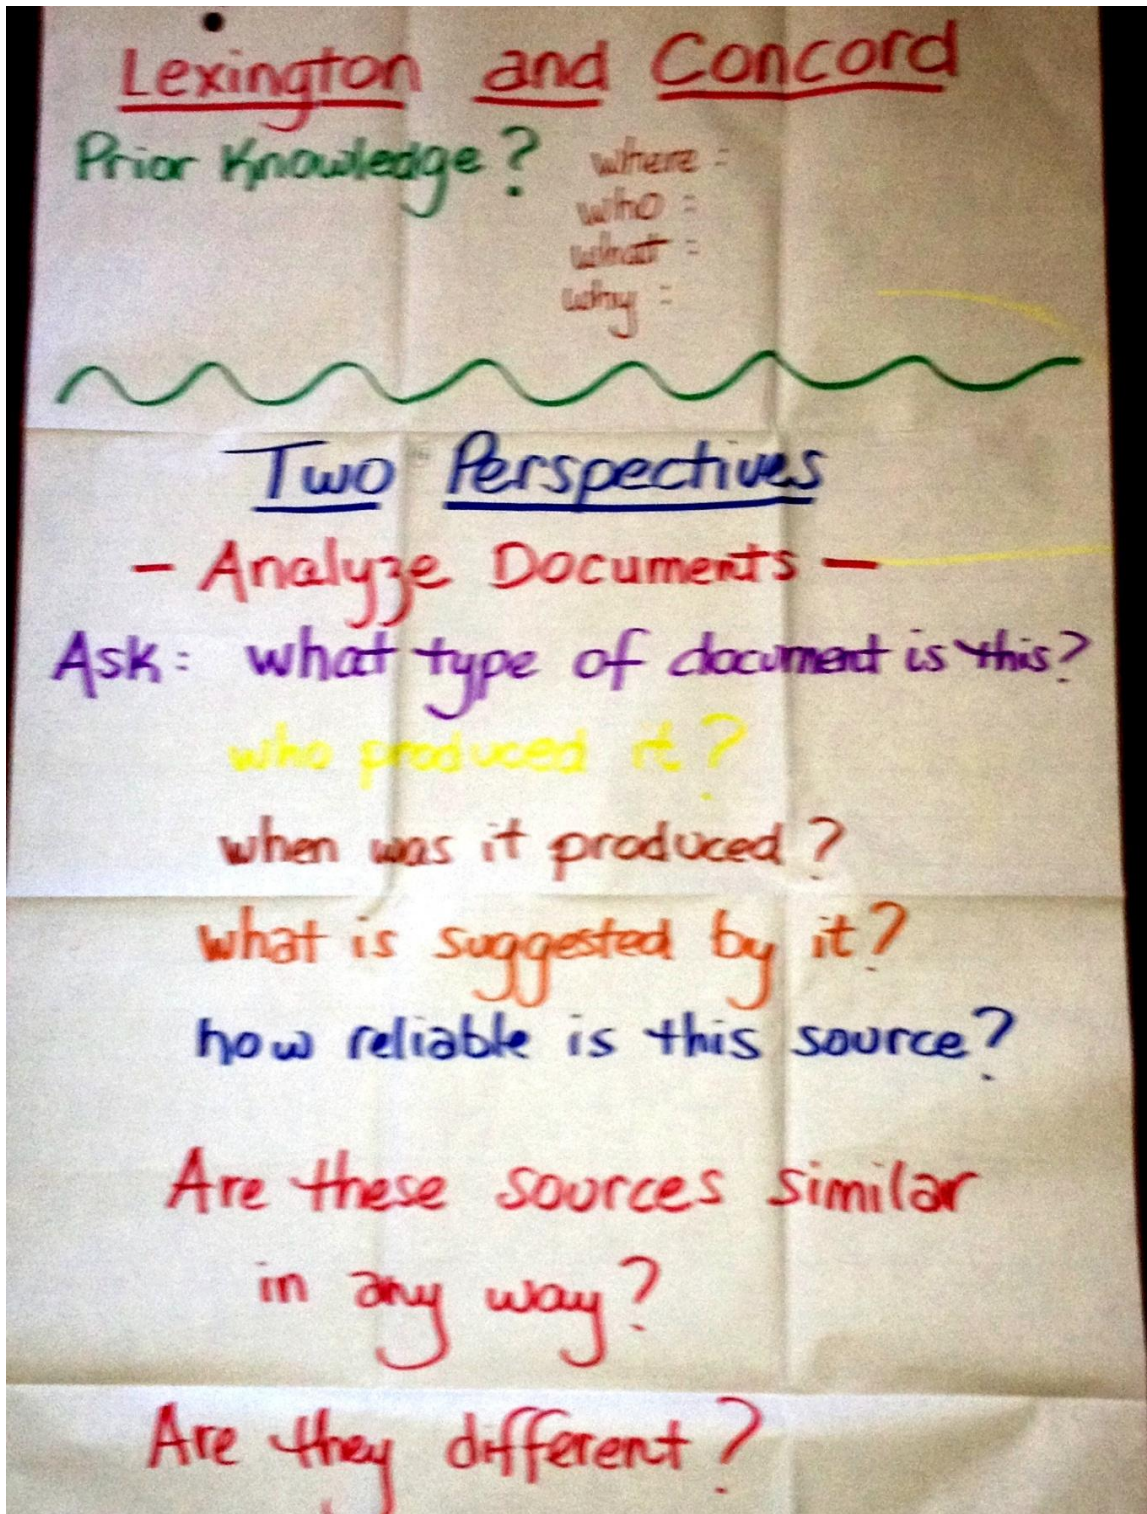 Lexington and Concord
Prior Knowledge? where:
who:
what:
why:
Two Perspectives
- Analyze Documents -
Ask: what type of document is this?
who produced it?
when was it produced?
what is suggested by it?
how reliable is this source?
Are these sources similar
in any way?
Are they different?